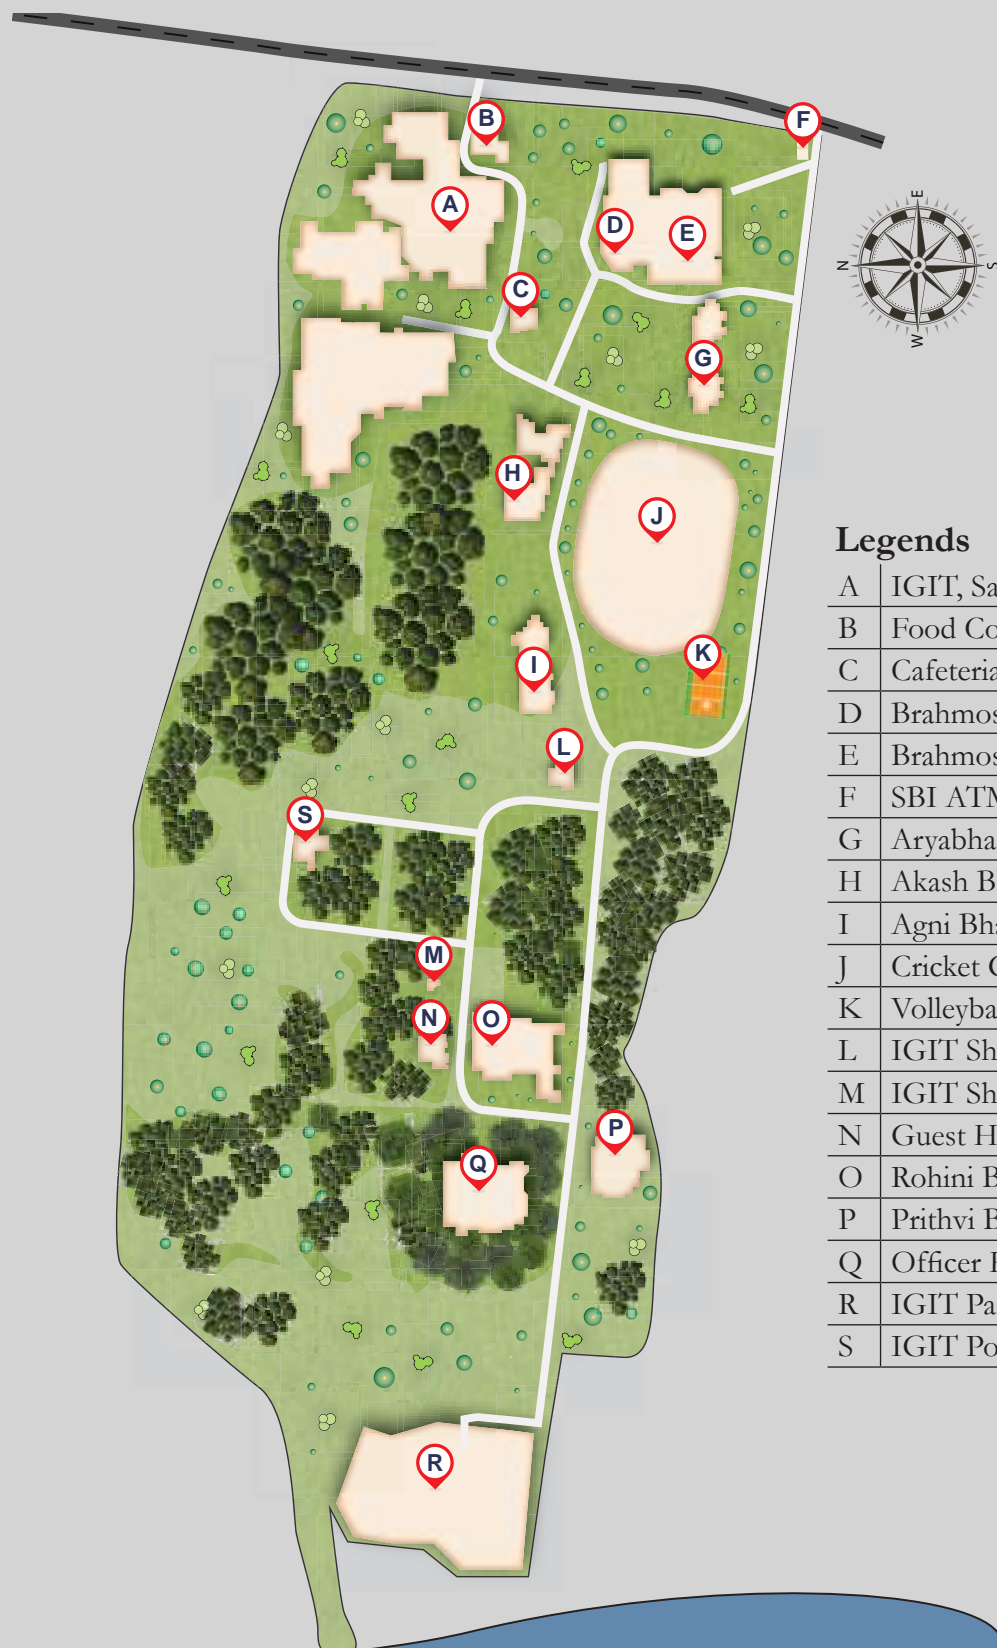 B
F
A
D
E
C
G
H
J
K
I
L
S
M
N
O
P
Q
R
E
N
S
W
Legends
A IGIT, Sa
B Food Co
C Cafeteria
D Brahmos
E Brahmos
F SBI ATM
G Aryabha
H Akash B
I Agni Bha
J Cricket
K Volleyba
L IGIT Sh
M IGIT Sh
N Guest H
O Rohini B
P Prithvi B
Q Officer
R IGIT Pa
S IGIT Po